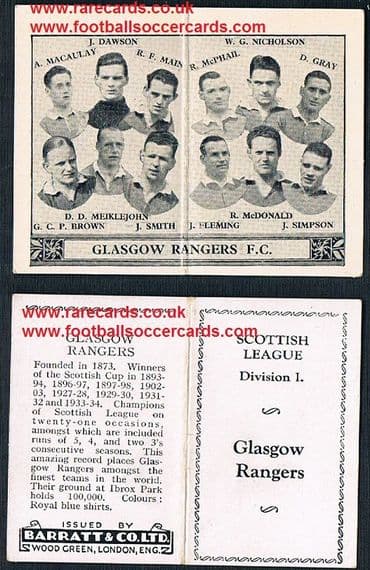 www.rarecards.co.uk
www.footballsoccercards.com
J. DAWSON W. G. NICHOLSON
A. MACAULAY R. F. MAIN R. McPHAIL D. GRAY
D. D. MEIKLEJOHN R. McDONALD
G. C. P. BROWN J. SMITH J. FLEMING J. SIMPSON
GLASGOW RANGERS F.C.
www.rarecards.co.uk
www.footballsoccercards.com
GLASGOW
RANGERS
Founded in 1873. Winners
of the Scottish Cup in 1893-
94, 1896-97, 1897-98, 1902-
03, 1927-28, 1929-30, 1931-
32 and 1933-34. Champions
of Scottish League on
twenty-one occasions,
amongst which are included
runs of 5, 4, and two 3's
consecutive seasons. This
amazing record places Glas-
gow Rangers amongst the
finest teams in the world.
Their ground at Ibrox Park
holds 100,000. Colours:
Royal blue shirts.
ISSUED BY
BARRATT & CO. LTD.
WOOD GREEN, LONDON, ENG.
SCOTTISH
LEAGUE
Division I.
Glasgow
Rangers